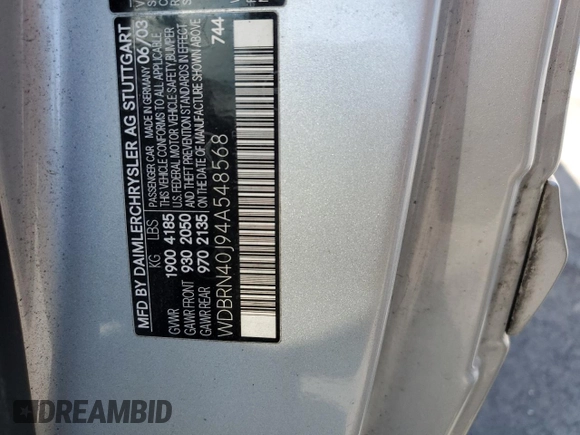 MFD BY DAIMLERCHRYSLER AG STUTTGART
PASSENGER CAR MADE IN GERMANY 06/03
KG LBS
THIS VEHICLE CONFORMS TO ALL APPLICABLE
GVWR 1900 4185 U.S. FEDERAL MOTOR VEHICLE SAFETY, BUMPER
GAWR FRONT 930 2050 AND THEFT PREVENTION STANDARDS IN EFFECT
GAWR REAR 970 2135 ON THE DATE OF MANUFACTURE SHOWN ABOVE
WDBRN40J94A548568 744
DREAMBID